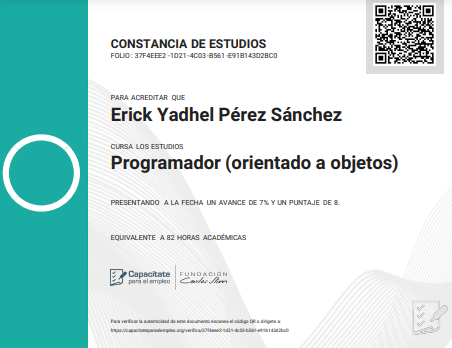 CONSTANCIA DE ESTUDIOS
FOLIO: 37F4EEE2 -1D21-4C03-B561-E91B143D2BC0
PARA ACREDITAR QUE
Erick Yadhel Pérez Sánchez
CURSA LOS ESTUDIOS
Programador (orientado a objetos)
PRESENTANDO A LA FECHA UN AVANCE DE 7% Y UN PUNTAJE DE 8.
EQUIVALENTE A 82 HORAS ACADÉMICAS
Capacítate
para el empleo
FUNDACIÓN
Carlos Slim
Para verificar la autenticidad de este documento escanea el código QR o dirígete a:
https://capacitateparaelempleo.org/verifica/37f4eee2-1d21-4c03-b561-e91b143d2bc0